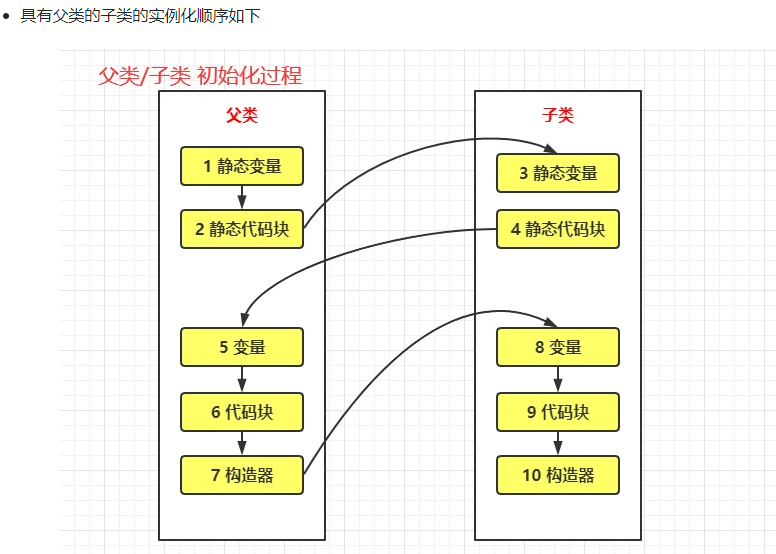 具有父类的子类的实例化顺序如下
父类/子类 初始化过程
父类
1 静态变量
2 静态代码块
5 变量
6 代码块
7 构造器
子类
3 静态变量
4 静态代码块
8 变量
9 代码块
10 构造器